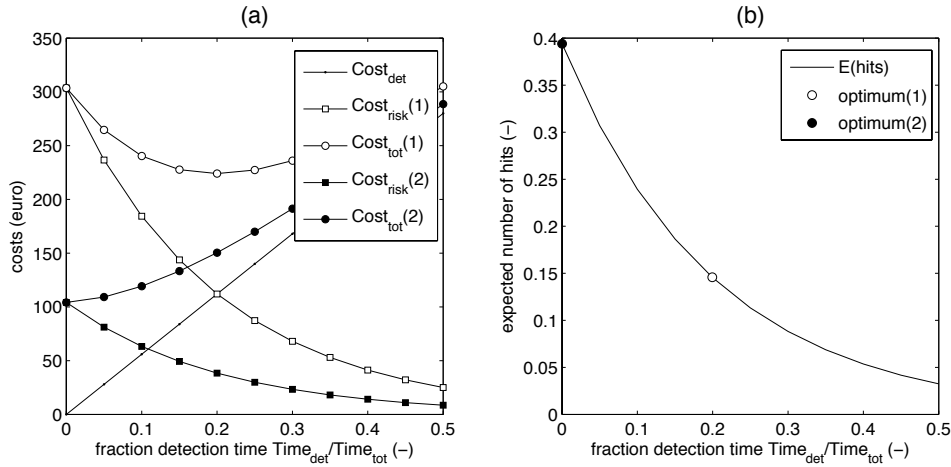 (a)
350
300
250
200
150
100
50
0
costs (euro)
0 0.1 0.2 0.3 0.4 0.5
fraction detection time Time_det/Time_tot (−)
Cost_det
Cost_risk(1)
Cost_tot(1)
Cost_risk(2)
Cost_tot(2)
(b)
0.4
0.35
0.3
0.25
0.2
0.15
0.1
0.05
0
expected number of hits (−)
0 0.1 0.2 0.3 0.4 0.5
fraction detection time Time_det/Time_tot (−)
E(hits)
optimum(1)
optimum(2)